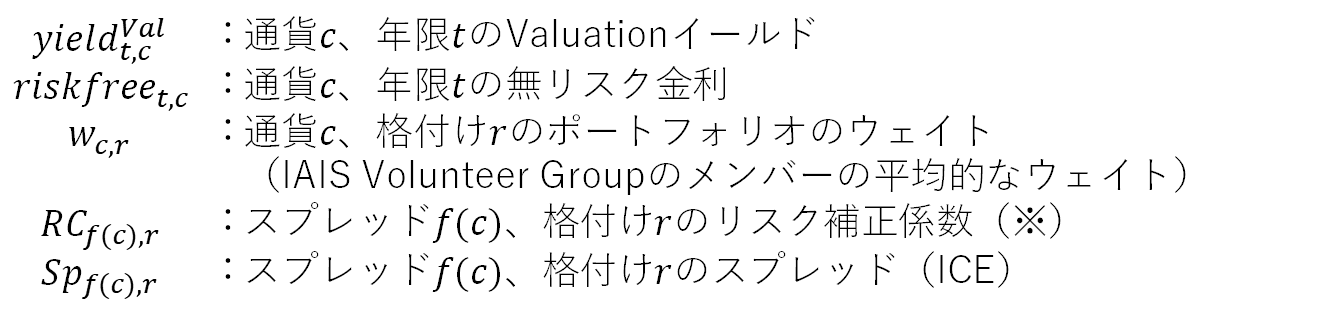 yield^{Val}_{t,c} ：通貨c、年限tのValuationイールド
riskfree_{t,c} ：通貨c、年限tの無リスク金利
w_{c,r} ：通貨c、格付けrのポートフォリオのウェイト
（IAIS Volunteer Groupのメンバーの平均的なウェイト）
RC_{f(c),r} ：スプレッドf(c)、格付けrのリスク補正係数（※）
Sp_{f(c),r} ：スプレッドf(c)、格付けrのスプレッド（ICE）